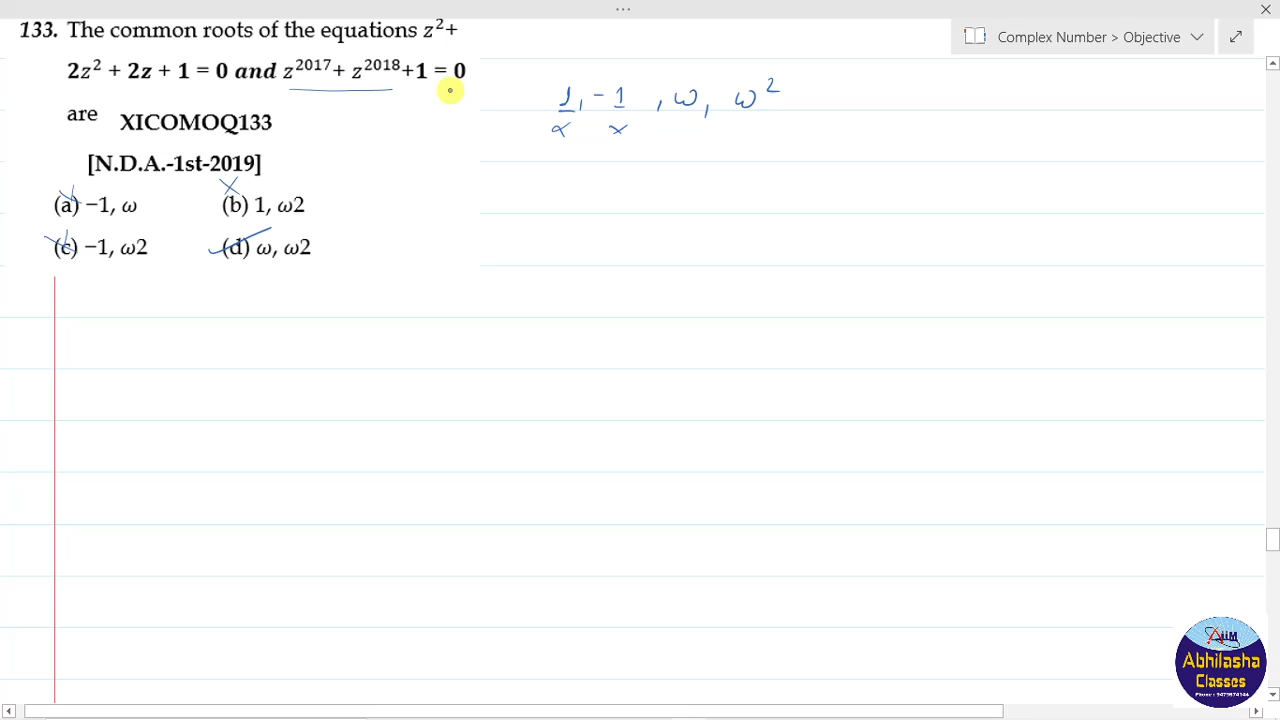 Complex Number > Objective
133. The common roots of the equations z²+
2z² + 2z + 1 = 0 and z²⁰¹⁷+ z²⁰¹⁸+1 = 0
are XICOMOQ133
[N.D.A.-1st-2019]
(a) −1, ω (b) 1, ω2
(c) −1, ω2 (d) ω, ω2
1, −1, ω, ω²
x x
AIIM
Abhilasha
Classes